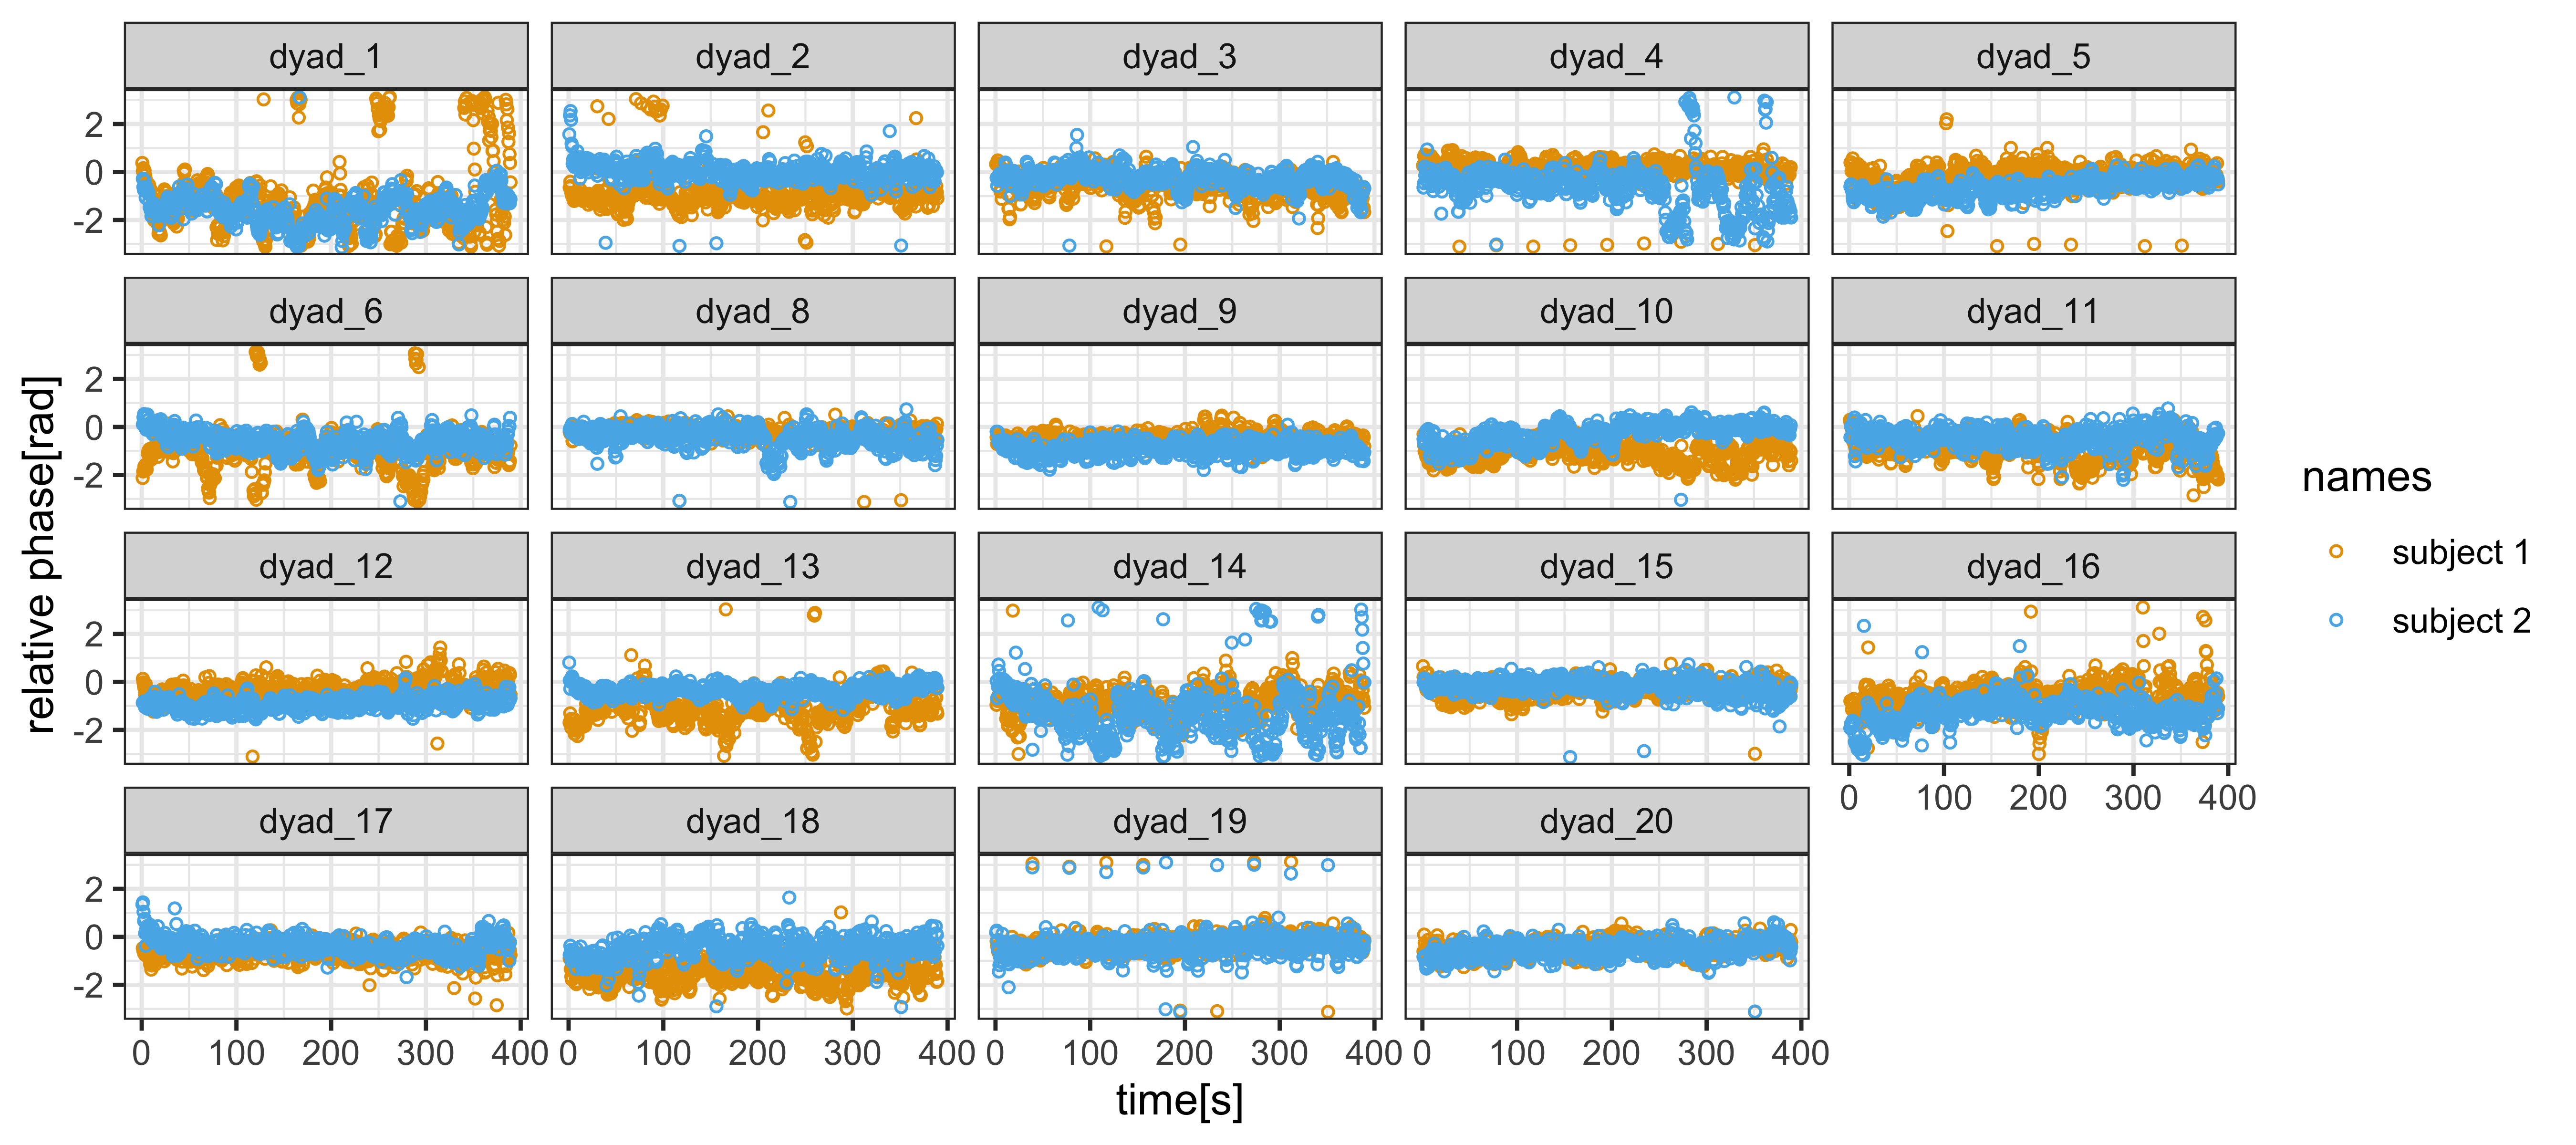 dyad_1 dyad_2 dyad_3 dyad_4 dyad_5
2
0
-2
dyad_6 dyad_8 dyad_9 dyad_10 dyad_11
2
0
-2
dyad_12 dyad_13 dyad_14 dyad_15 dyad_16
2
0
-2
0 100 200 300 400
dyad_17 dyad_18 dyad_19 dyad_20
2
0
-2
0 100 200 300 400 0 100 200 300 400 0 100 200 300 400 0 100 200 300 400
time[s]
relative phase[rad]
names
subject 1
subject 2